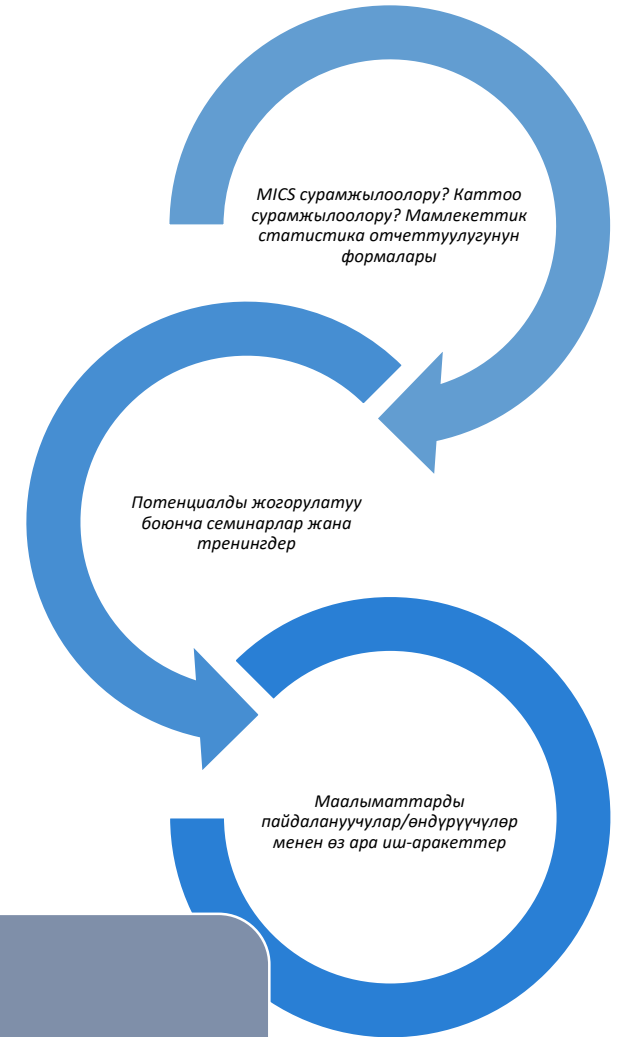 MICS сурамжылоолору? Каттоо
сурамжылоолору? Мамлекеттик
статистика отчеттуулугунун
формалары
Потенциалды жогорулатуу
боюнча семинарлар жана
тренингдер
Маалыматтарды
пайдалануучулар/өндүрүүчүлөр
менен өз ара иш-аракеттер